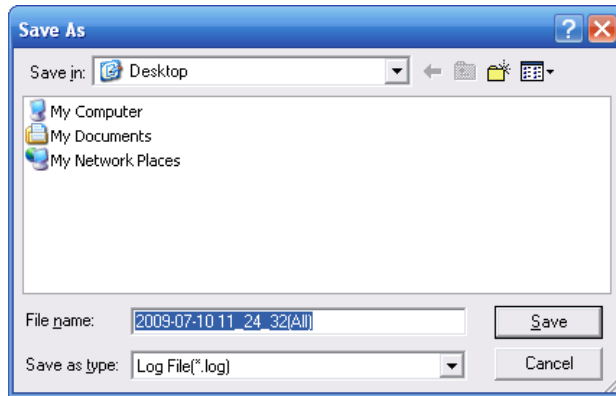 Save As
Save in: Desktop
My Computer
My Documents
My Network Places
File name: 2009-07-10 11_24_32(All) Save
Save as type: Log File(*.log) Cancel